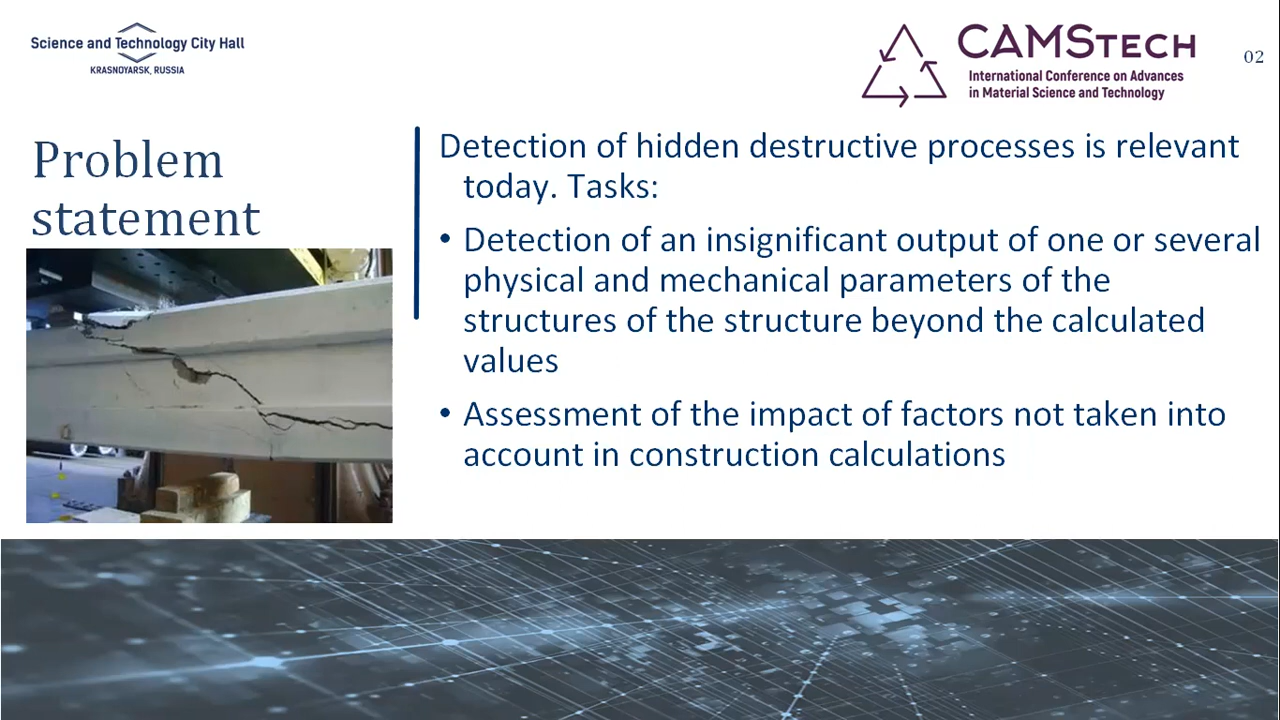 Science and Technology City Hall
KRASNOYARSK, RUSSIA
CAMSTECH
International Conference on Advances
in Material Science and Technology
02
Problem
statement
Detection of hidden destructive processes is relevant
today. Tasks:
• Detection of an insignificant output of one or several
physical and mechanical parameters of the
structures of the structure beyond the calculated
values
• Assessment of the impact of factors not taken into
account in construction calculations